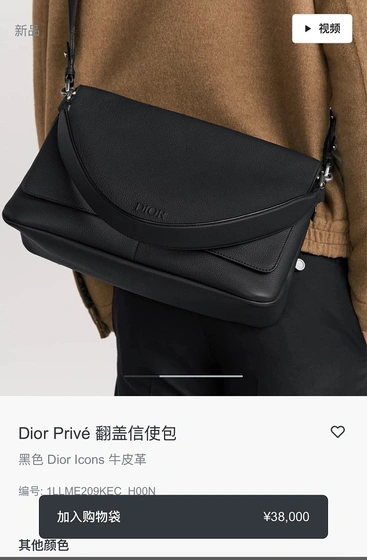 新品
视频
DIOR
Dior Privé 翻盖信使包
黑色 Dior Icons 牛皮革
编号: 1LLME209KEC_H00N
加入购物袋 ¥38,000
其他颜色